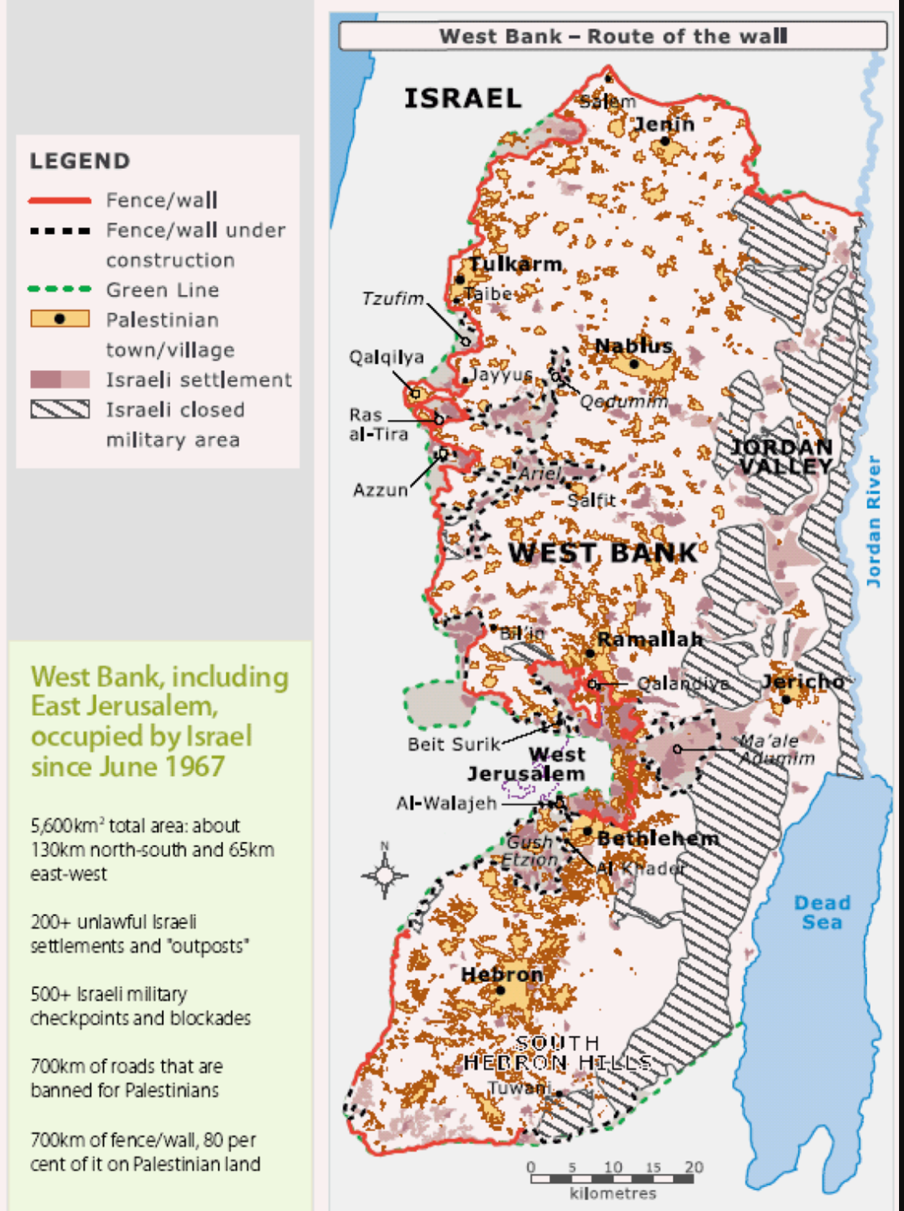 West Bank – Route of the wall
LEGEND
Fence/wall
Fence/wall under
construction
Green Line
Palestinian
town/village
Israeli settlement
Israeli closed
military area
West Bank, including
East Jerusalem,
occupied by Israel
since June 1967
5,600km² total area: about
130km north-south and 65km
east-west
200+ unlawful Israeli
settlements and "outposts"
500+ Israeli military
checkpoints and blockades
700km of roads that are
banned for Palestinians
700km of fence/wall, 80 per
cent of it on Palestinian land
ISRAEL
Salem
Jenin
Tulkarm
Taibe
Tzufim
Nablus
Qalqilya
Jayyus
Qedumim
Ras
al-Tira
JORDAN
VALLEY
Ariel
Azzun
Salfit
Jordan River
WEST BANK
Bil'in
Ramallah
Qalandiya
Jericho
Beit Surik
Ma'ale
Adumim
West
Jerusalem
Al-Walajeh
Bethlehem
Gush
Etzion
Al Khader
N
Dead
Sea
Hebron
SOUTH
HEBRON HILLS
Tuwani
0 5 10 15 20
kilometres